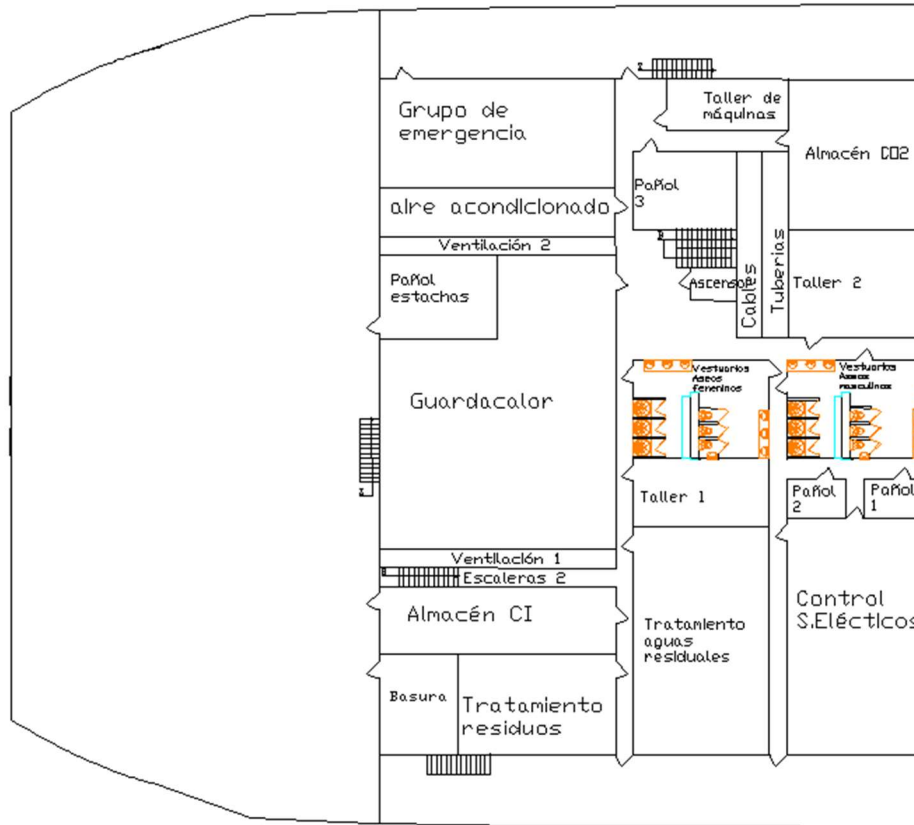 Grupo de
emergencia
aire acondicionado
Ventilación 2
Pañol
estachas
Guardacalor
Ventilación 1
Escaleras 2
Almacén CI
Basura
Tratamiento
residuos
Taller de
máquinas
Almacén CO2
Pañol
3
Ascensor
Cables
Tuberias
Taller 2
Vestuarios
Aseos
femeninos
Vestuarios
Aseos
masculinos
Taller 1
Pañol
2
Pañol
1
Tratamiento
aguas
residuales
Control
S.Elécticos